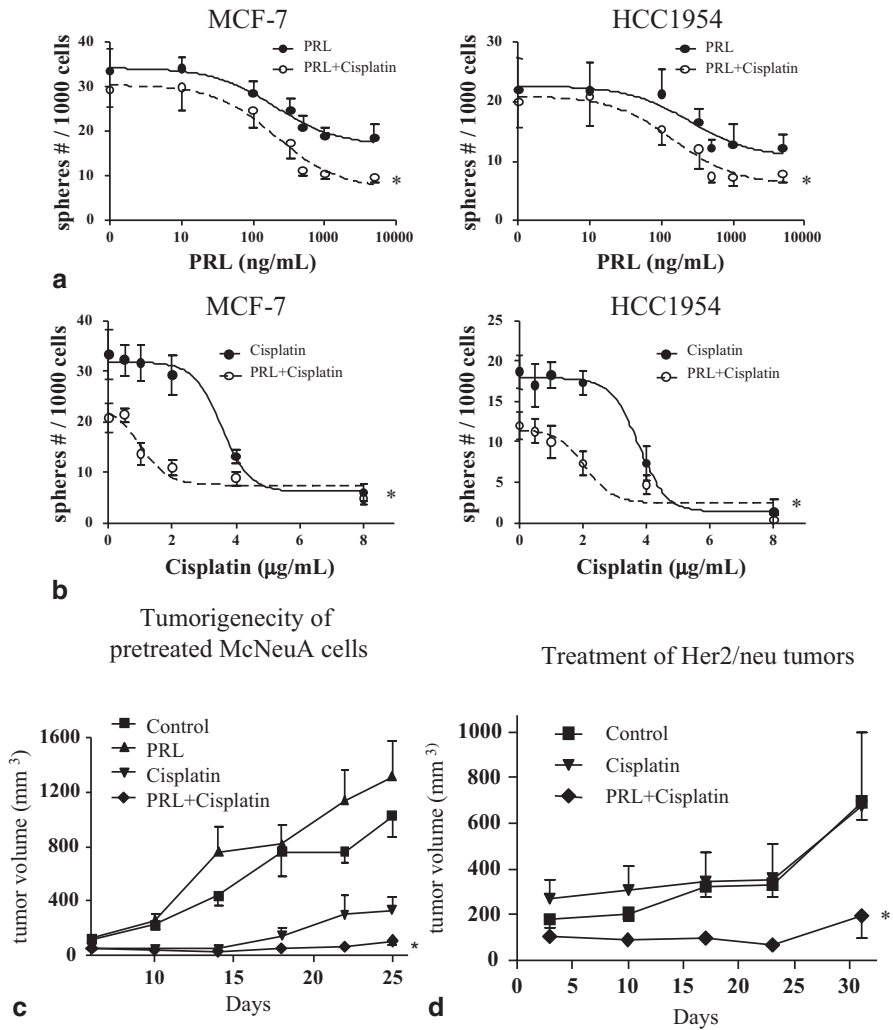 MCF-7
HCC1954
spheres # / 1000 cells
40
30
20
10
0
PRL
PRL+Cisplatin
0 10 100 1000 10000
PRL (ng/mL)
spheres # / 1000 cells
40
30
20
10
0
PRL
PRL+Cisplatin
0 10 100 1000 10000
PRL (ng/mL)
*
*
a
MCF-7
HCC1954
spheres # / 1000 cells
40
30
20
10
0
Cisplatin
PRL+Cisplatin
0 2 4 6 8
Cisplatin (µg/mL)
spheres # / 1000 cells
25
20
15
10
5
0
Cisplatin
PRL+Cisplatin
0 2 4 6 8
Cisplatin (µg/mL)
*
*
b
Tumorigenecity of
pretreated McNeuA cells
tumor volume (mm 3)
1600
1200
800
400
0
Control
PRL
Cisplatin
PRL+Cisplatin
*
10 15 20 25
Days
c
Treatment of Her2/neu tumors
tumor volume (mm 3)
1000
800
600
400
200
0
Control
Cisplatin
PRL+Cisplatin
*
0 5 10 15 20 25 30
Days
d